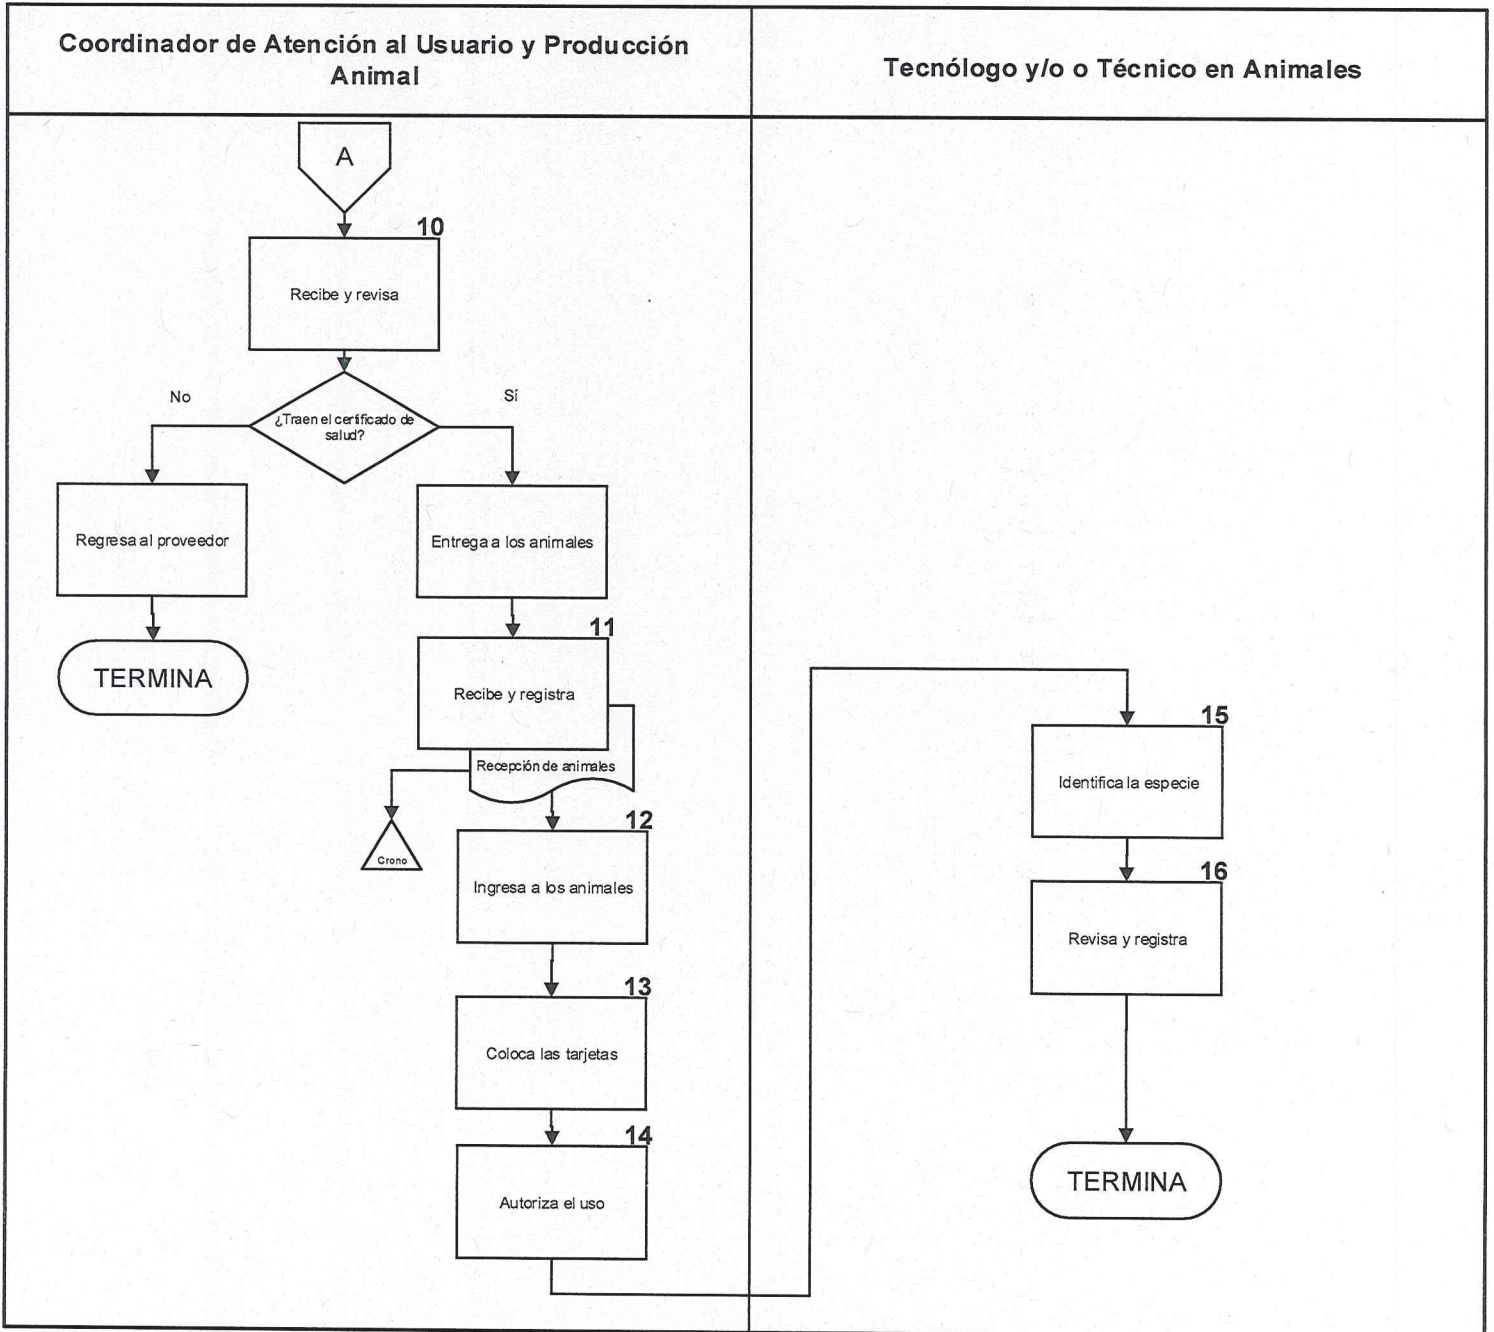 Coordinador de Atención al Usuario y Producción
Animal
Tecnólogo y/o o Técnico en Animales
A
10
Recibe y revisa
No
Sí
¿Traen el certificado de
salud?
Regresa al proveedor
Entrega a los animales
TERMINA
11
Recibe y registra
Recepción de animales
Crono
12
Ingresa a los animales
13
Coloca las tarjetas
14
Autoriza el uso
15
Identifica la especie
16
Revisa y registra
TERMINA